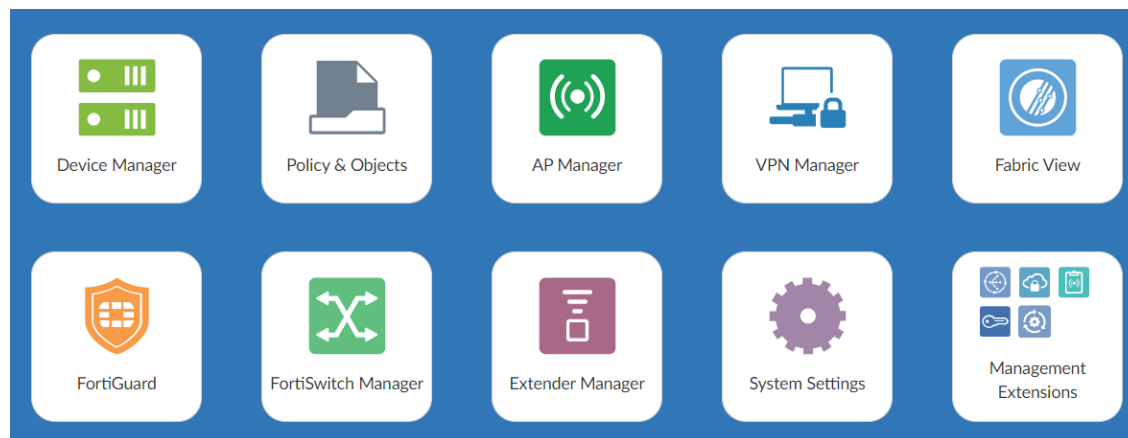 Device Manager
Policy & Objects
AP Manager
VPN Manager
Fabric View
FortiGuard
FortiSwitch Manager
Extender Manager
System Settings
Management
Extensions